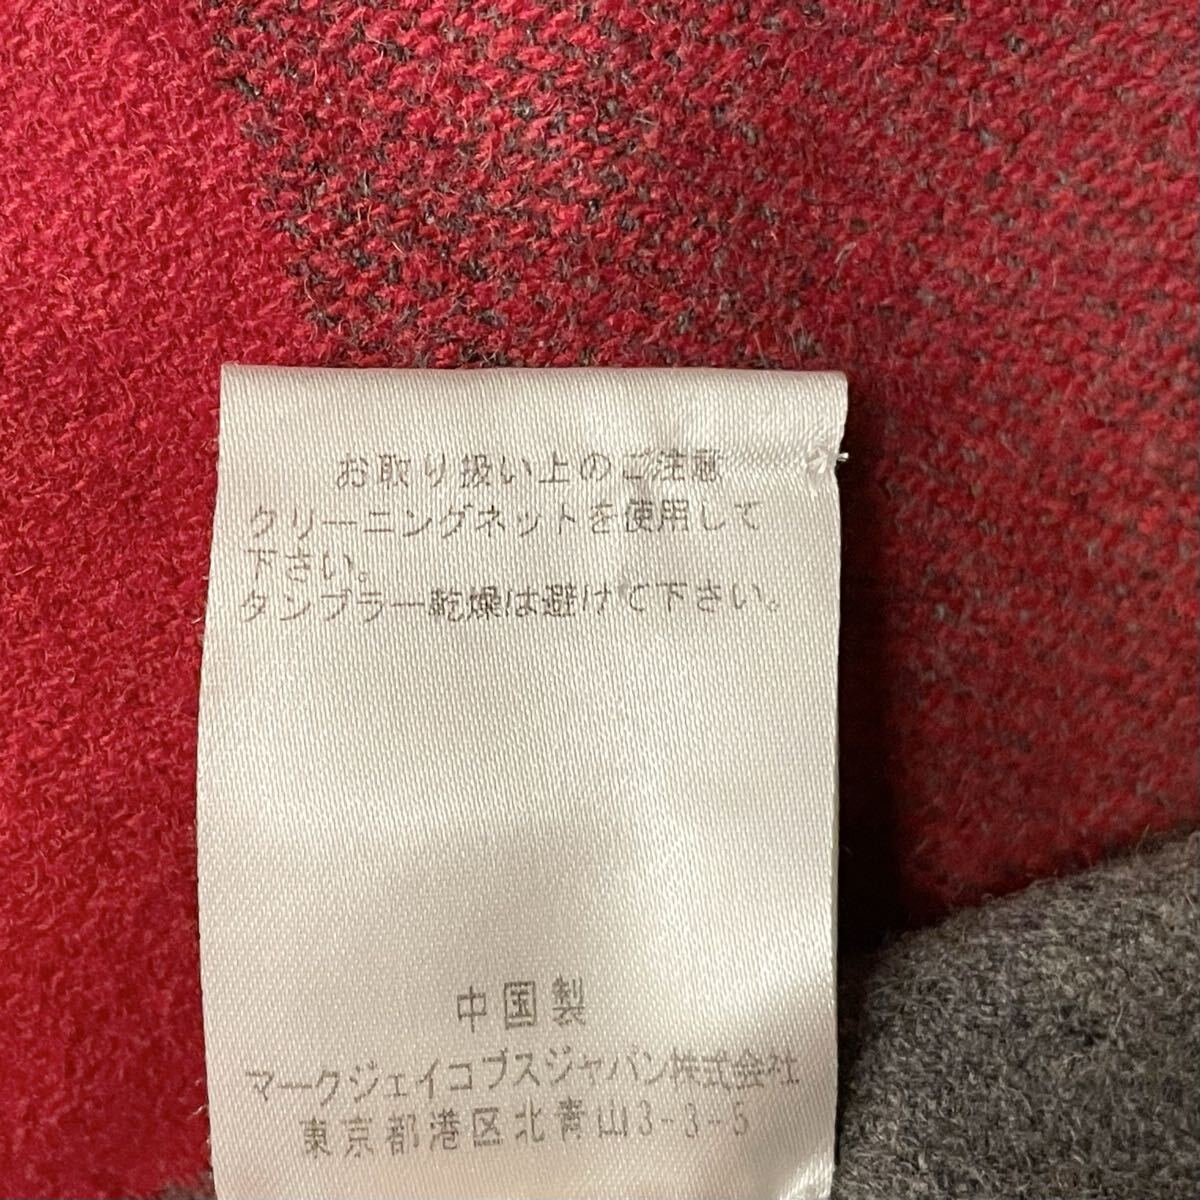 お取り扱い上のご注意
クリーニングネットを使用して
下さい。
タンブラー乾燥は避けて下さい。
中国製
マークジェイコブスジャパン株式会社
東京都港区北青山3-3-5